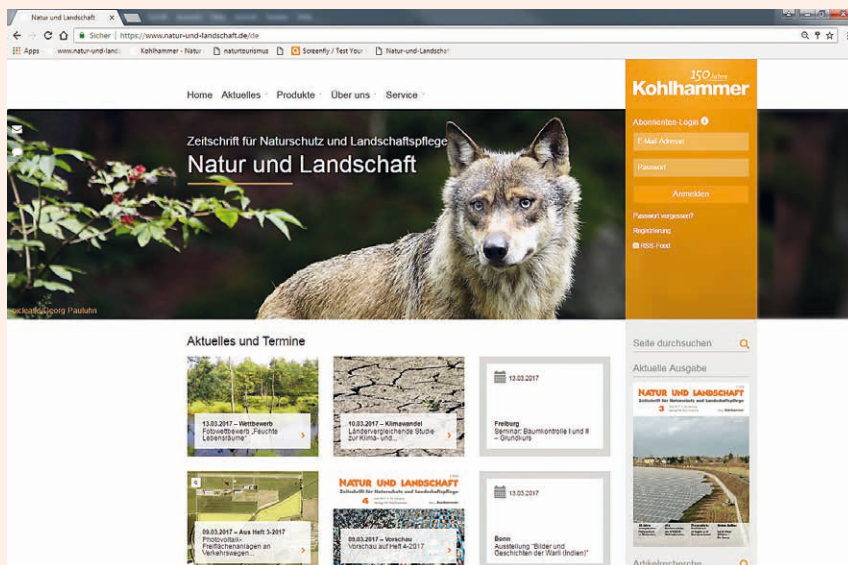 Natur und Landschaft
Sicher | https://www.natur-und-landschaft.de/de
Apps www.natur-und-land Kohlhammer - Natur naturtourismus D Screenfly / Test Your Natur-und-Landschaf
Home Aktuelles Produkte Über uns Service
150 Jahre
Kohlhammer
Abonnenten-Login
E-Mail Adresse
Passwort
Anmelden
Passwort vergessen?
Registrierung
RSS-Feed
Zeitschrift für Naturschutz und Landschaftspflege
Natur und Landschaft
Georg Pauluhn
Aktuelles und Termine
13.03.2017 – Wettbewerb
Fotowettbewerb „Feuchte
Lebensräume“
10.03.2017 – Klimawandel
Ländervergleichende Studie
zur Klima- und...
13.03.2017
Freiburg
Seminar: Baumkontrolle I und II
– Grundkurs
09.03.2017 – Aus Heft 3-2017
Photovoltaik-
Freiflächenanlagen an
Verkehrswegen...
NATUR UND LANDSCHAFT
Zeitschrift für Naturschutz und Landschaftspflege
4
09.03.2017 – Vorschau
Vorschau auf Heft 4-2017
13.03.2017
Bonn
Ausstellung "Bilder und
Geschichten der Warli (Indien)"
Seite durchsuchen
Aktuelle Ausgabe
NATUR UND LANDSCHAFT
Zeitschrift für Naturschutz und Landschaftspflege
3
Artikelrecherche